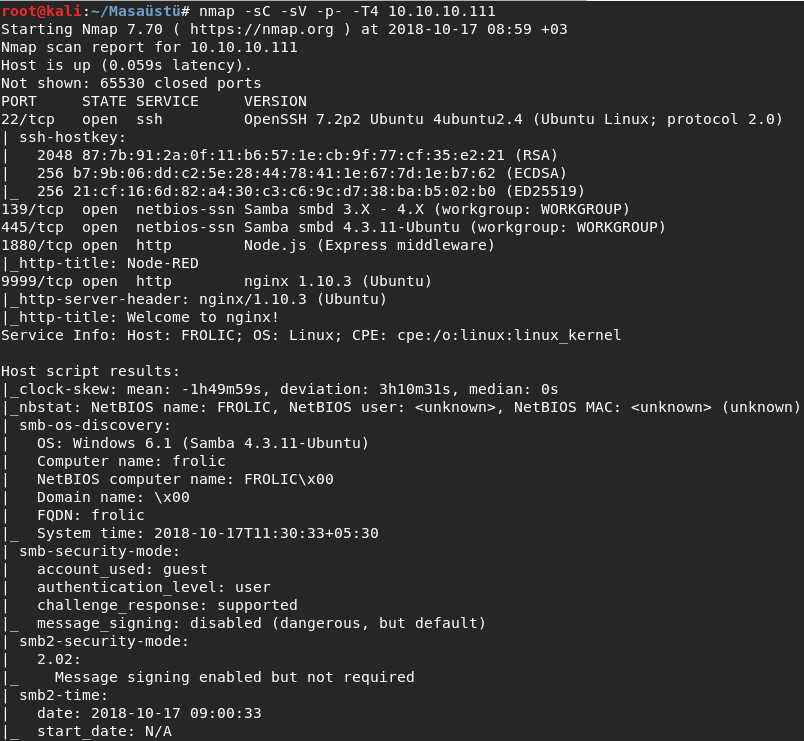 root@kali:~/Masaüstü# nmap -sC -sV -p- -T4 10.10.10.111
Starting Nmap 7.70 ( https://nmap.org ) at 2018-10-17 08:59 +03
Nmap scan report for 10.10.10.111
Host is up (0.059s latency).
Not shown: 65530 closed ports
PORT     STATE SERVICE     VERSION
22/tcp   open  ssh         OpenSSH 7.2p2 Ubuntu 4ubuntu2.4 (Ubuntu Linux; protocol 2.0)
| ssh-hostkey:
|   2048 87:7b:91:2a:0f:11:b6:57:1e:cb:9f:77:cf:35:e2:21 (RSA)
|   256 b7:9b:06:dd:c2:5e:28:44:78:41:1e:67:7d:1e:b7:62 (ECDSA)
|_  256 21:cf:16:6d:82:a4:30:c3:c6:9c:d7:38:ba:b5:02:b0 (ED25519)
139/tcp  open  netbios-ssn Samba smbd 3.X - 4.X (workgroup: WORKGROUP)
445/tcp  open  netbios-ssn Samba smbd 4.3.11-Ubuntu (workgroup: WORKGROUP)
1880/tcp open  http        Node.js (Express middleware)
|_http-title: Node-RED
9999/tcp open  http        nginx 1.10.3 (Ubuntu)
|_http-server-header: nginx/1.10.3 (Ubuntu)
|_http-title: Welcome to nginx!
Service Info: Host: FROLIC; OS: Linux; CPE: cpe:/o:linux:linux_kernel

Host script results:
|_clock-skew: mean: -1h49m59s, deviation: 3h10m31s, median: 0s
|_nbstat: NetBIOS name: FROLIC, NetBIOS user: <unknown>, NetBIOS MAC: <unknown> (unknown)
| smb-os-discovery:
|   OS: Windows 6.1 (Samba 4.3.11-Ubuntu)
|   Computer name: frolic
|   NetBIOS computer name: FROLIC\x00
|   Domain name: \x00
|   FQDN: frolic
|_  System time: 2018-10-17T11:30:33+05:30
| smb-security-mode:
|   account_used: guest
|   authentication_level: user
|   challenge_response: supported
|_  message_signing: disabled (dangerous, but default)
| smb2-security-mode:
|   2.02:
|_    Message signing enabled but not required
| smb2-time:
|   date: 2018-10-17 09:00:33
|_  start_date: N/A